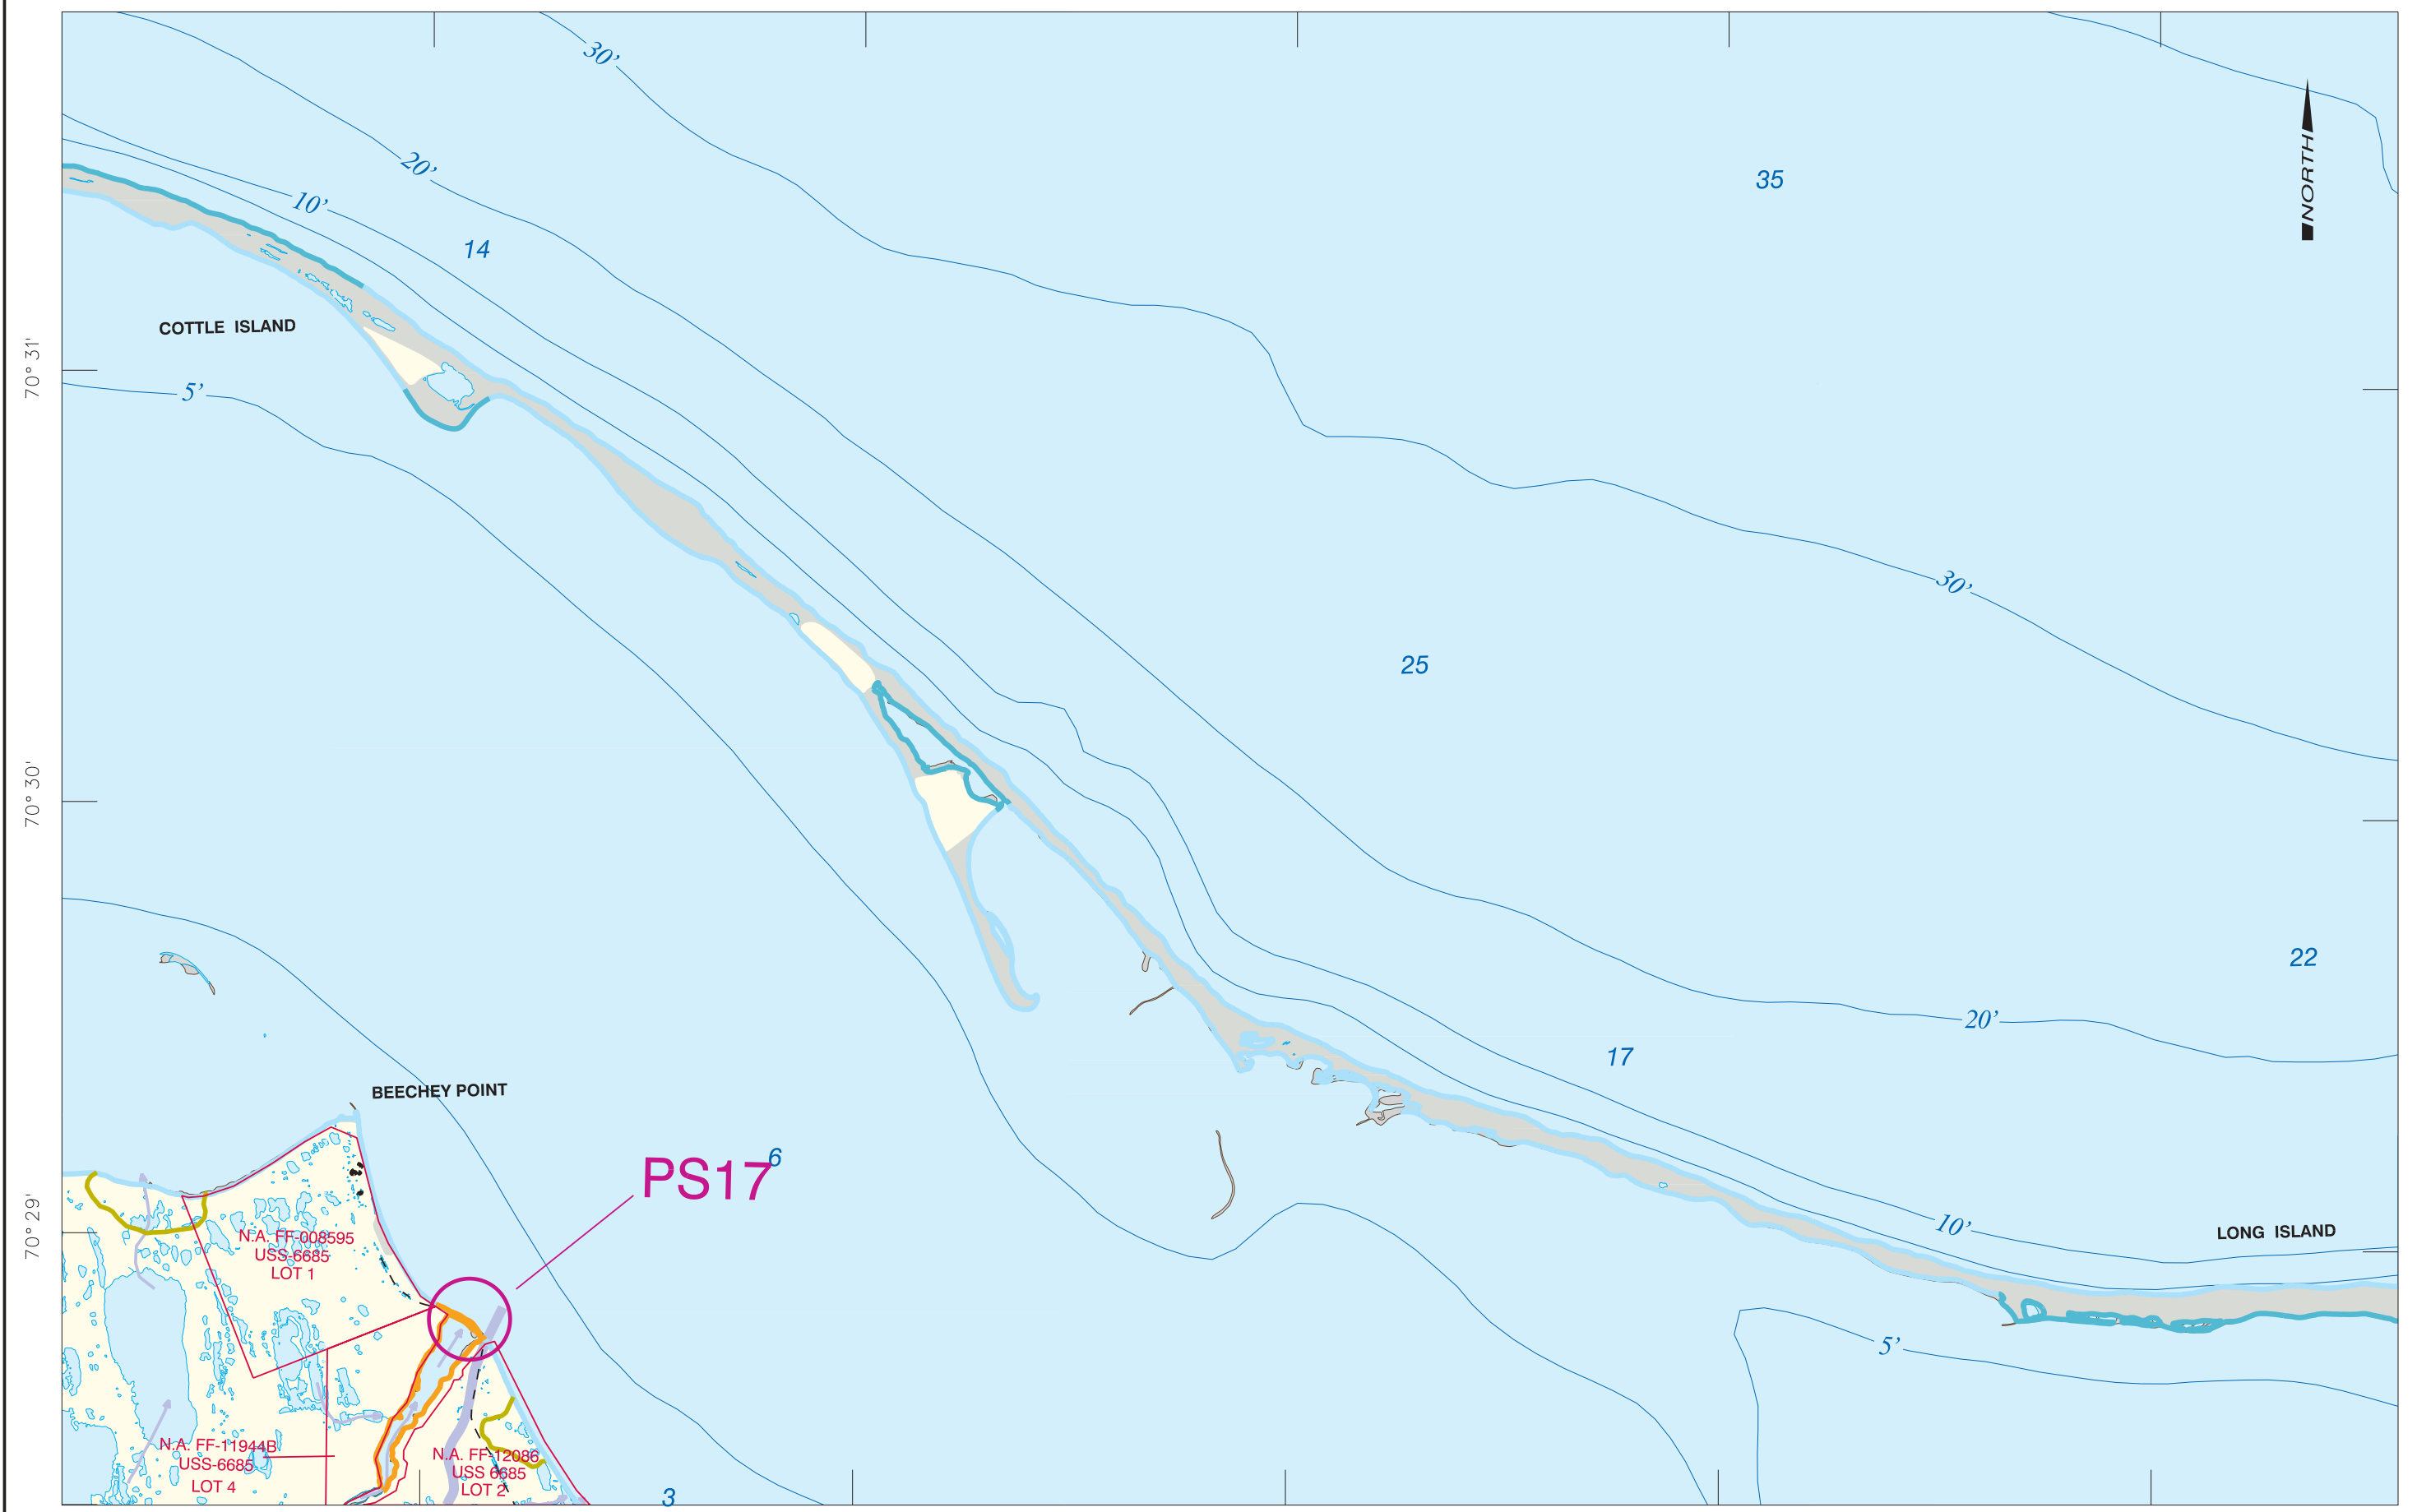 30’
20’
35
NORTH
10’
14
COTTLE ISLAND
70° 31'
5’
30’
25
70° 30'
22
20’
17
BEECHEY POINT
6
PS17
70° 29'
10’
LONG ISLAND
N.A. FF-008595
USS-6685
LOT 1
5’
N.A. FF-11944B
USS-6685
LOT 4
N.A. FF-12086
USS 6685
LOT 2
3